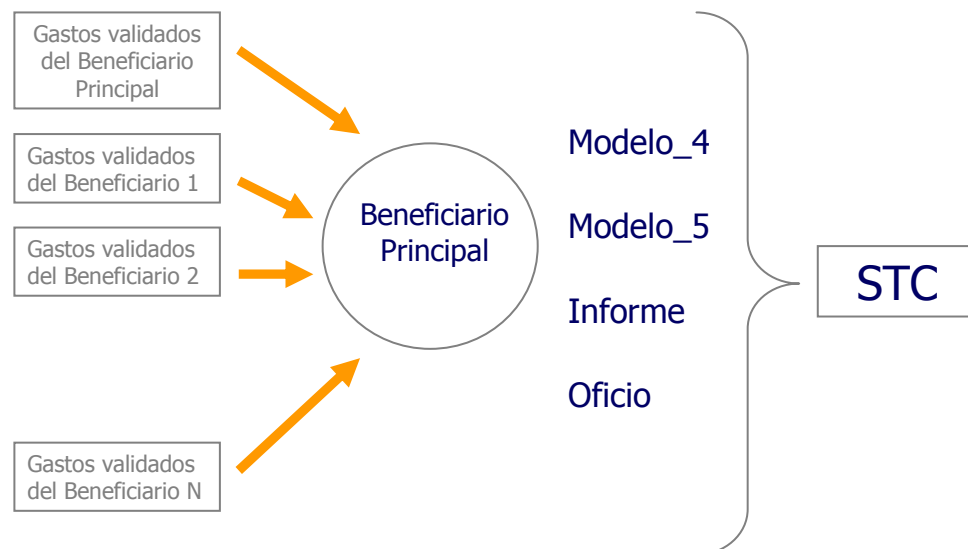 Gastos validados
del Beneficiario
Principal
Gastos validados
del Beneficiario 1
Gastos validados
del Beneficiario 2
Gastos validados
del Beneficiario N
Beneficiario
Principal
Modelo_4
Modelo_5
Informe
Oficio
STC